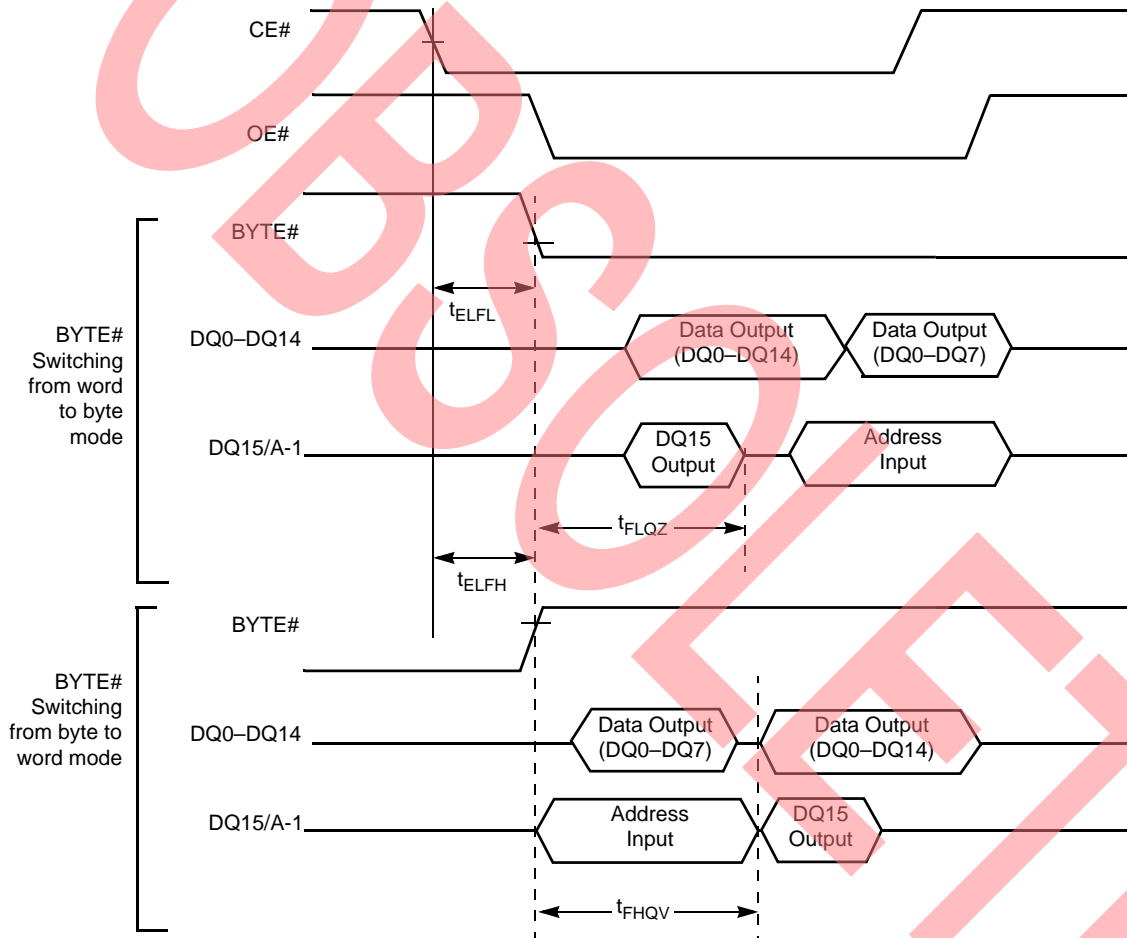 CE#
OE#
BYTE#
tELFL
BYTE#
Switching
from word
to byte
mode
DQ0–DQ14
Data Output
(DQ0–DQ14)
Data Output
(DQ0–DQ7)
DQ15/A-1
DQ15
Output
Address
Input
tFLQZ
tELFH
BYTE#
BYTE#
Switching
from byte to
word mode
DQ0–DQ14
Data Output
(DQ0–DQ7)
Data Output
(DQ0–DQ14)
DQ15/A-1
Address
Input
DQ15
Output
tFHQV
OBSOLET